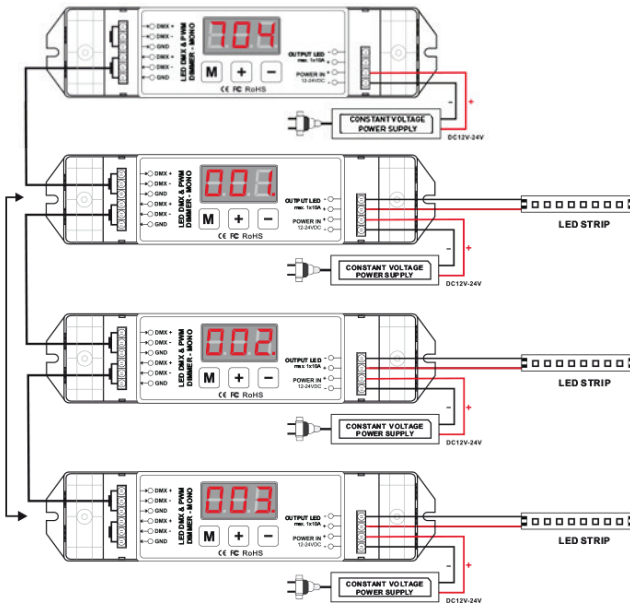 DMX +
DMX -
GND
DMX +
DMX -
GND
LED DMX & PWM
DIMMER - MONO
704
M + −
CE FC RoHS
OUTPUT LED -
max. 1x10A +
POWER IN +
12-24VDC -
−
+
CONSTANT VOLTAGE
POWER SUPPLY
DC12V-24V
DMX +
DMX -
GND
DMX +
DMX -
GND
LED DMX & PWM
DIMMER - MONO
001.
M + −
CE FC RoHS
OUTPUT LED -
max. 1x10A +
POWER IN +
12-24VDC -
LED STRIP
−
+
CONSTANT VOLTAGE
POWER SUPPLY
DC12V-24V
DMX +
DMX -
GND
DMX +
DMX -
GND
LED DMX & PWM
DIMMER - MONO
002.
M + −
CE FC RoHS
OUTPUT LED -
max. 1x10A +
POWER IN +
12-24VDC -
LED STRIP
−
+
CONSTANT VOLTAGE
POWER SUPPLY
DC12V-24V
DMX +
DMX -
GND
DMX +
DMX -
GND
LED DMX & PWM
DIMMER - MONO
003.
M + −
CE FC RoHS
OUTPUT LED -
max. 1x10A +
POWER IN +
12-24VDC -
LED STRIP
−
+
CONSTANT VOLTAGE
POWER SUPPLY
DC12V-24V